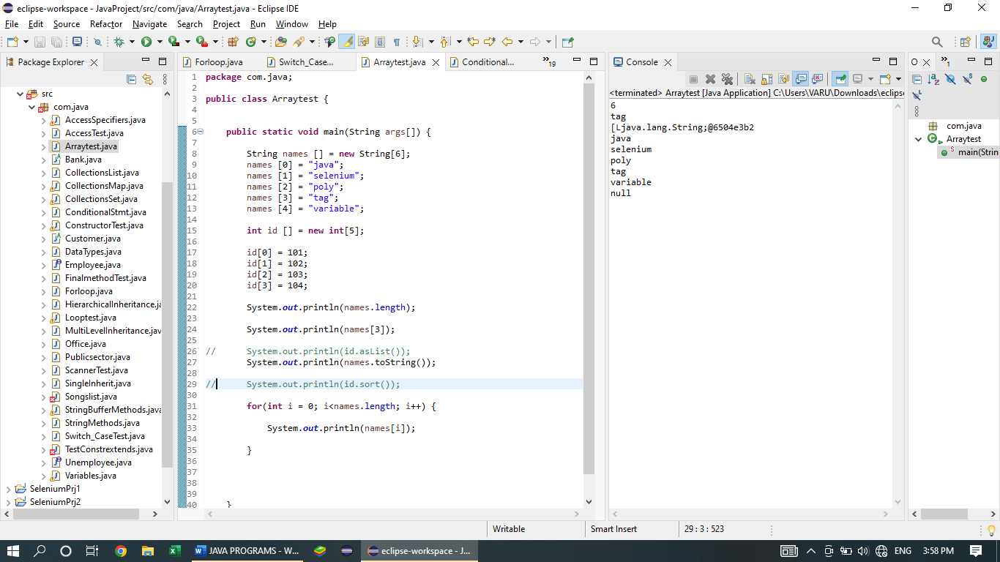 eclipse-workspace - JavaProject/src/com/java/Arraytest.java - Eclipse IDE
File Edit Source Refactor Navigate Search Project Run Window Help
Package Explorer
src
com.java
AccessSpecifiers.java
AccessTest.java
Arraytest.java
Bank.java
CollectionsList.java
CollectionsMap.java
CollectionsSet.java
ConditionalStmt.java
ConstructorTest.java
Customer.java
DataTypes.java
Employee.java
FinalmethodTest.java
Forloop.java
HierarchicalInheritance.ja
Looptest.java
MultiLevelInheritance.jav
Office.java
Publicsector.java
ScannerTest.java
SingleInherit.java
Songslist.java
StringBufferMethods.java
StringMethods.java
Switch_CaseTest.java
TestConstrextends.java
Unemployee.java
Variables.java
SeleniumPrj1
SeleniumPrj2
Forloop.java Switch_Case... Arraytest.java Conditional... »19
1 package com.java;
2
3 public class Arraytest {
4
5
6 public static void main(String args[]) {
7
8 String names [] = new String[6];
9 names [0] = "java";
10 names [1] = "selenium";
11 names [2] = "poly";
12 names [3] = "tag";
13 names [4] = "variable";
14
15 int id [] = new int[5];
16
17 id[0] = 101;
18 id[1] = 102;
19 id[2] = 103;
20 id[3] = 104;
21
22 System.out.println(names.length);
23
24 System.out.println(names[3]);
25
26 // System.out.println(id.asList());
27 System.out.println(names.toString());
28
29 // System.out.println(id.sort());
30
31 for(int i = 0; i<names.length; i++) {
32
33 System.out.println(names[i]);
34
35 }
36
37
38
39
40 }
Console
<terminated> Arraytest [Java Application] C:\Users\VARU\Downloads\eclipse
6
tag
[Ljava.lang.String;@6504e3b2
java
selenium
poly
tag
variable
null
O »1
com.java
Arraytest
main(Strin
Writable Smart Insert 29 : 3 : 523
JAVA PROGRAMS - W... eclipse-workspace - J... ENG 3:58 PM